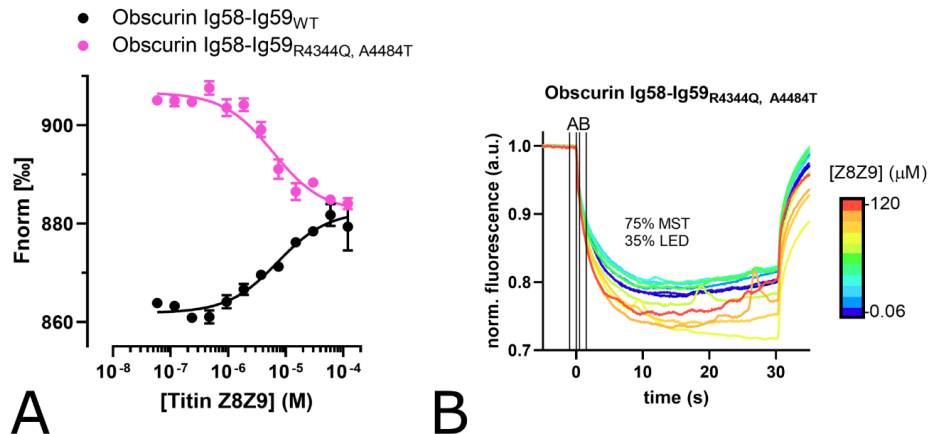 Obscurin Ig58-Ig59WT
Obscurin Ig58-Ig59R4344Q, A4484T
Fnorm [‰]
900
880
860
10-8 10-7 10-6 10-5 10-4
[Titin Z8Z9] (M)
A
Obscurin Ig58-Ig59R4344Q, A4484T
AB
norm. fluorescence (a.u.)
1.0
0.9
0.8
0.7
75% MST
35% LED
0 10 20 30
time (s)
[Z8Z9] (μM)
120
0.06
B